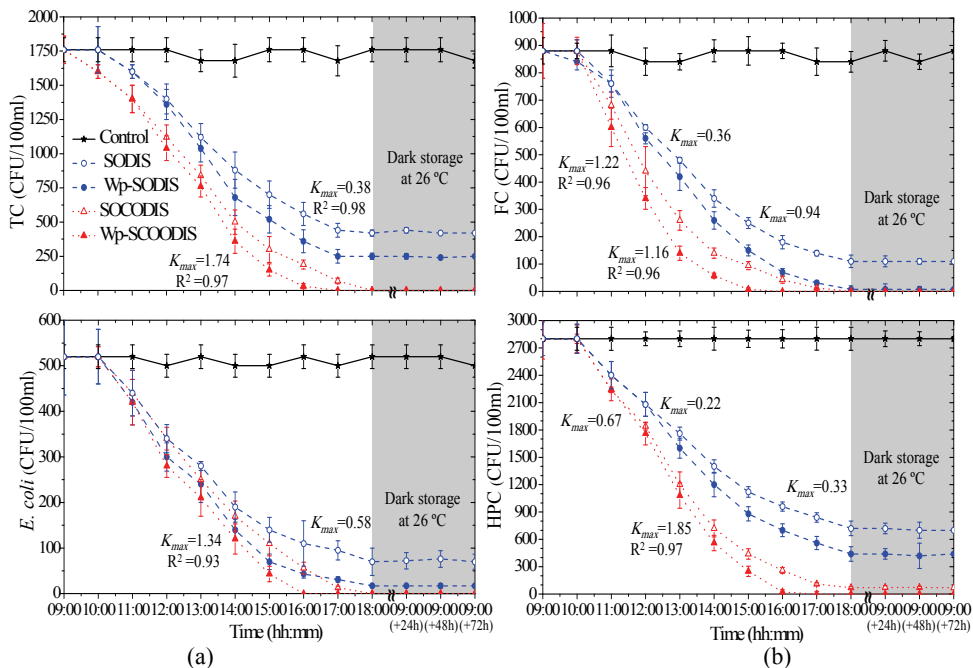 TC (CFU/100ml)
1750
1500
1250
1000
750
500
250
0
Control
SODIS
Wp-SODIS
SOCODIS
Wp-SCOODIS
Kmax=0.38
R²=0.98
Kmax=1.74
R²=0.97
Dark storage
at 26 ºC
FC (CFU/100ml)
900
800
700
600
500
400
300
200
100
0
Kmax=0.36
Kmax=1.22
R²=0.96
Kmax=0.94
Kmax=1.16
R²=0.96
Dark storage
at 26 ºC
E. coli (CFU/100ml)
600
500
400
300
200
100
0
Kmax=0.58
Kmax=1.34
R²=0.93
Dark storage
at 26 ºC
09:00 10:00 11:00 12:00 13:00 14:00 15:00 16:00 17:00 18:00 09:00 09:00 09:00
(+24h) (+48h) (+72h)
Time (hh:mm)
(a)
HPC (CFU/100ml)
3000
2700
2400
2100
1800
1500
1200
900
600
300
0
Kmax=0.22
Kmax=0.67
Kmax=0.33
Kmax=1.85
R²=0.97
Dark storage
at 26 ºC
09:00 10:00 11:00 12:00 13:00 14:00 15:00 16:00 17:00 18:00 09:00 09:00 09:00
(+24h) (+48h) (+72h)
Time (hh:mm)
(b)